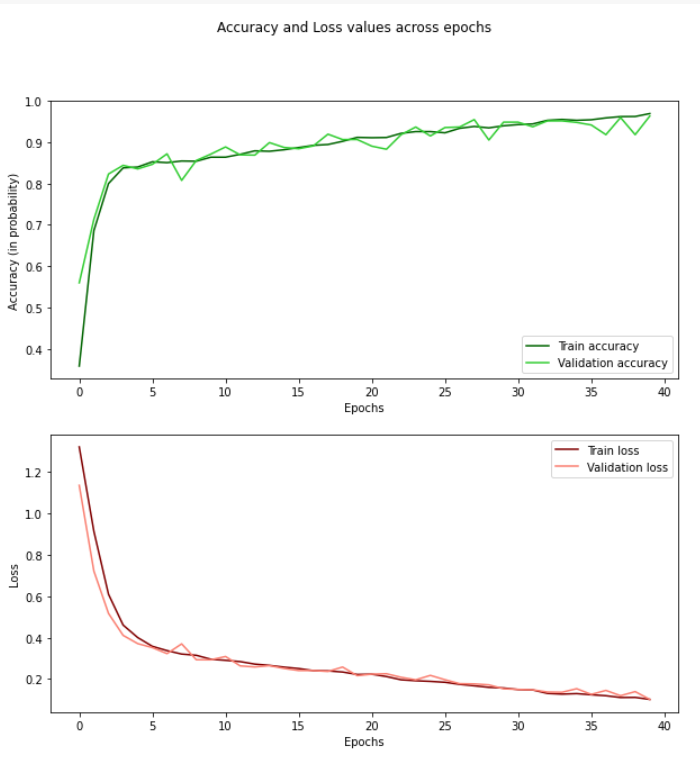 Accuracy and Loss values across epochs
1.0
0.9
0.8
0.7
0.6
0.5
0.4
Accuracy (in probability)
Train accuracy
Validation accuracy
0 5 10 15 20 25 30 35 40
Epochs
1.2
1.0
0.8
0.6
0.4
0.2
Loss
Train loss
Validation loss
0 5 10 15 20 25 30 35 40
Epochs